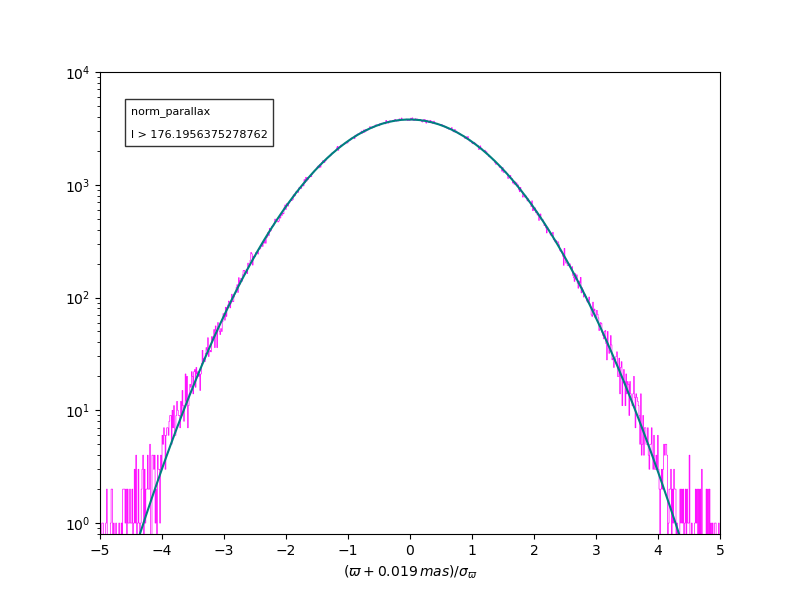 10⁴
10³
10²
10¹
10⁰
norm_parallax
l > 176.1956375278762
−5 −4 −3 −2 −1 0 1 2 3 4 5
(ϖ + 0.019 mas)/σϖ